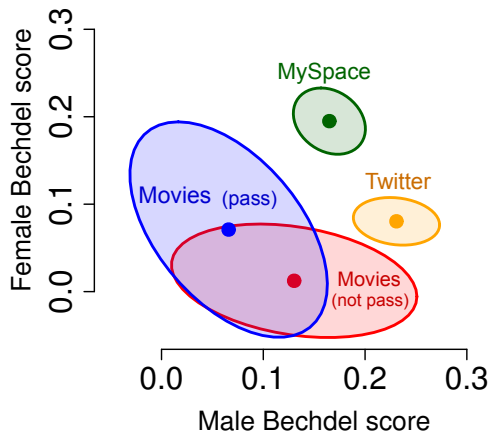 Female Bechdel score
0.3
0.2
0.1
0.0
MySpace
Twitter
Movies (pass)
Movies
(not pass)
0.0 0.1 0.2 0.3
Male Bechdel score